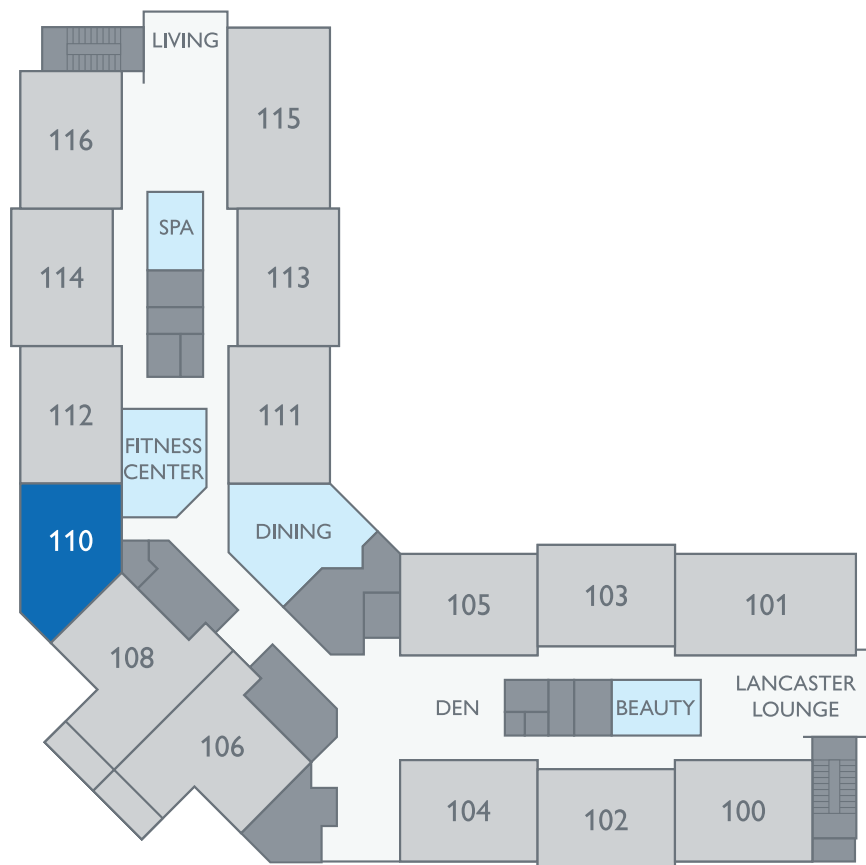 LIVING
115
116
SPA
114
113
112
111
FITNESS
CENTER
DINING
110
105
103
101
108
106
DEN
BEAUTY
LANCASTER
LOUNGE
104
102
100